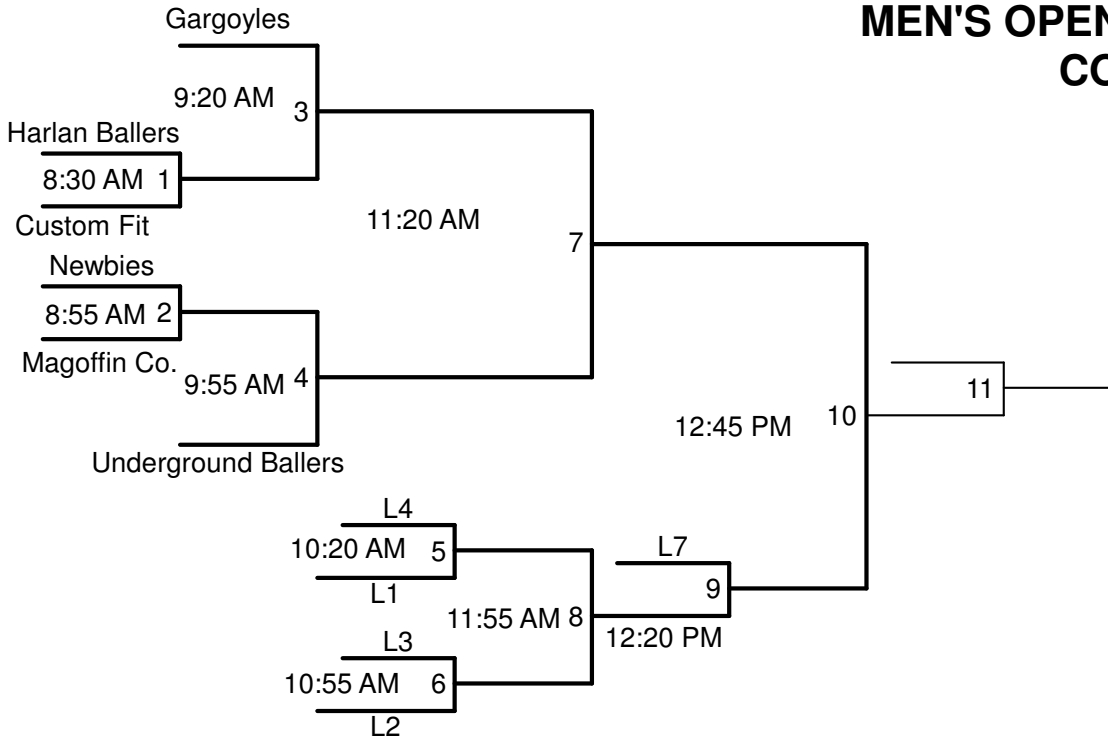 MEN'S OPEN
CO
Gargoyles
9:20 AM 3
Harlan Ballers
8:30 AM 1
Custom Fit
11:20 AM
7
Newbies
8:55 AM 2
Magoffin Co.
9:55 AM 4
Underground Ballers
11
12:45 PM 10
L4
10:20 AM 5
L1
L7
9
11:55 AM 8
12:20 PM
L3
10:55 AM 6
L2